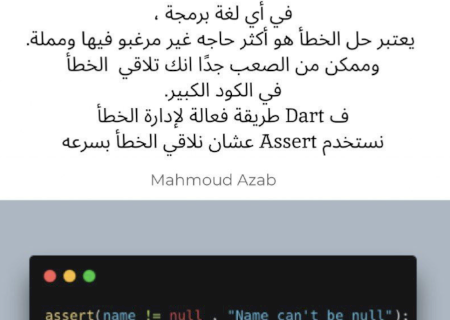 في أي لغة برمجة ،
يعتبر حل الخطأ هو أكثر حاجه غير مرغبو فيها ومملة.
وممكن من الصعب جدًا انك تلاقي الخطأ
في الكود الكبير.
ف Dart طريقة فعالة لإدارة الخطأ
نستخدم Assert عشان نلاقي الخطأ بسرعه
Mahmoud Azab
assert(name != null , "Name can't be null");